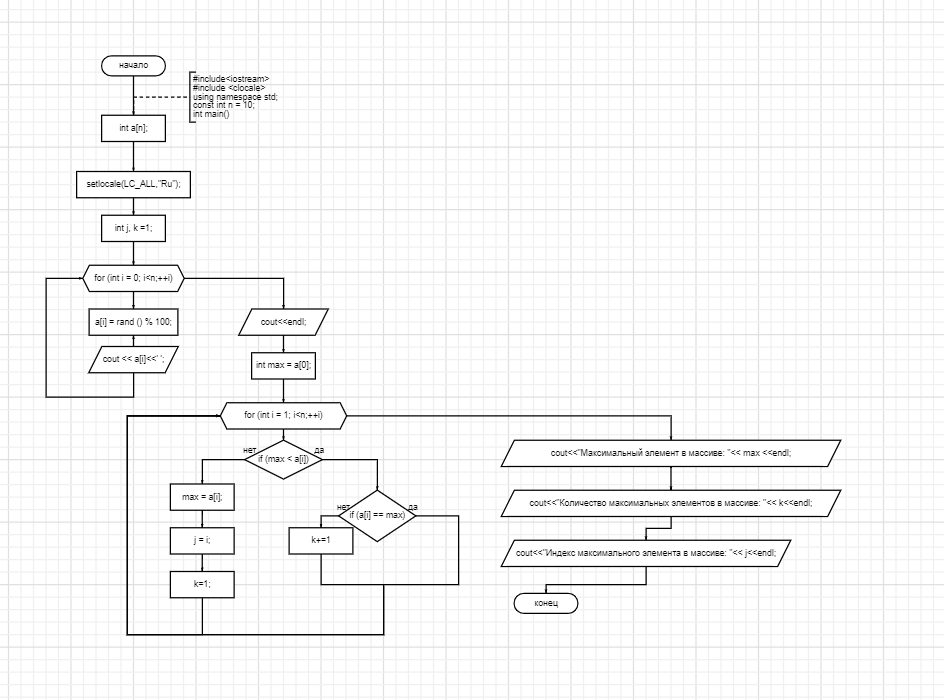 начало
#include<iostream>
#include <clocale>
using namespace std;
const int n = 10;
int main()
int a[n];
setlocale(LC_ALL,"Ru");
int j, k =1;
for (int i = 0; i<n;++i)
a[i] = rand () % 100;
cout << a[i]<<' ';
cout<<endl;
int max = a[0];
for (int i = 1; i<n;++i)
нет
да
if (max < a[i])
max = a[i];
j = i;
k=1;
нет
да
if (a[i] == max)
k+=1
cout<<"Максимальный элемент в массиве: "<< max <<endl;
cout<<"Количество максимальных элементов в массиве: "<< k<<endl;
cout<<"Индекс максимального элемента в массиве: "<< j<<endl;
конец